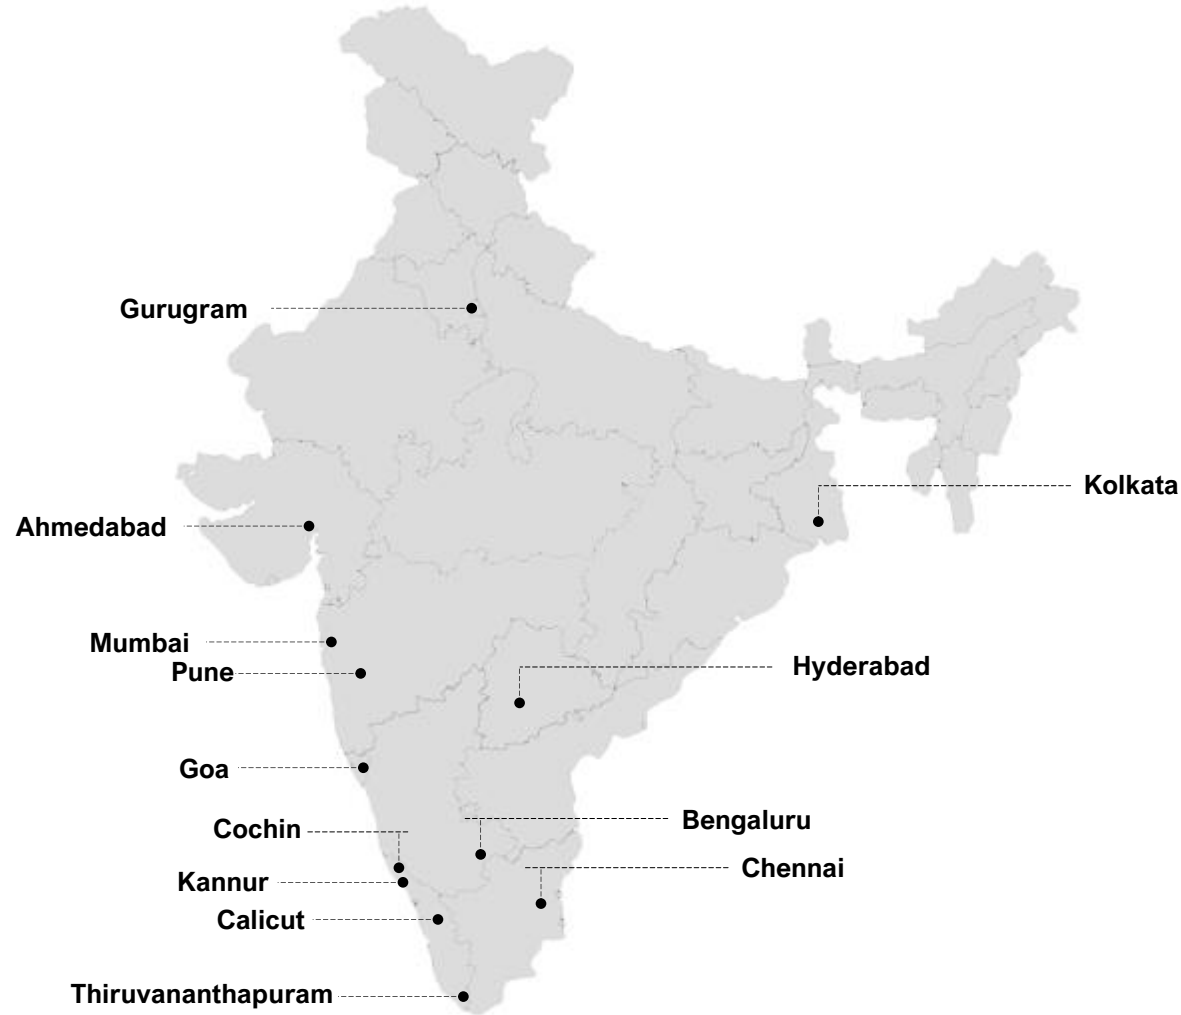 Gurugram
Kolkata
Ahmedabad
Mumbai
Hyderabad
Pune
Goa
Bengaluru
Cochin
Chennai
Kannur
Calicut
Thiruvananthapuram